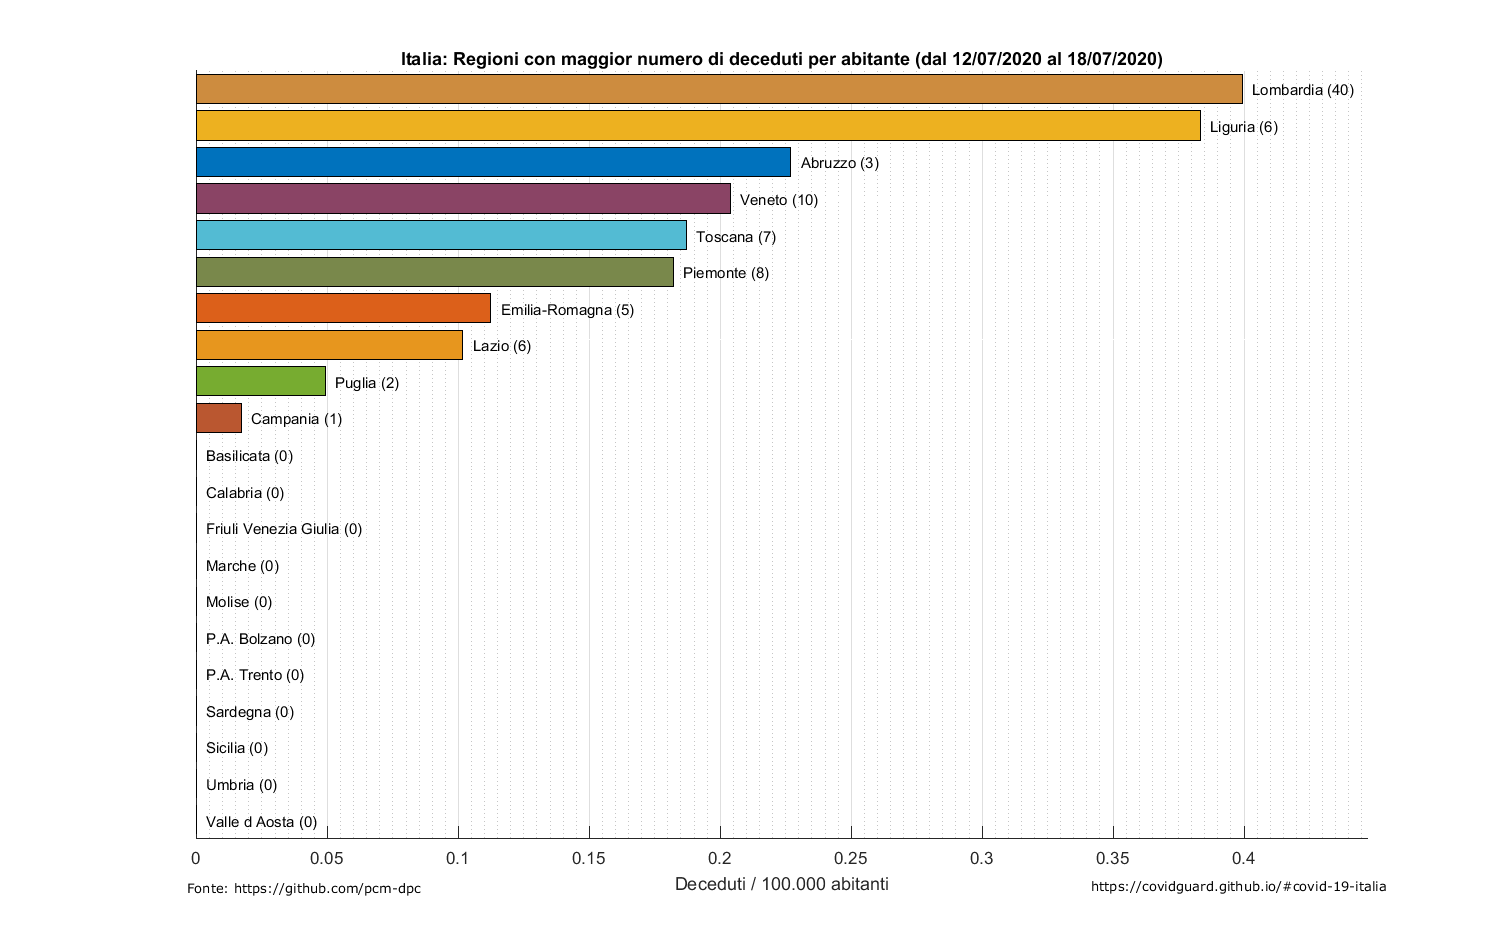 Italia: Regioni con maggior numero di deceduti per abitante (dal 12/07/2020 al 18/07/2020)
Lombardia (40)
Liguria (6)
Abruzzo (3)
Veneto (10)
Toscana (7)
Piemonte (8)
Emilia-Romagna (5)
Lazio (6)
Puglia (2)
Campania (1)
Basilicata (0)
Calabria (0)
Friuli Venezia Giulia (0)
Marche (0)
Molise (0)
P.A. Bolzano (0)
P.A. Trento (0)
Sardegna (0)
Sicilia (0)
Umbria (0)
Valle d Aosta (0)
0 0.05 0.1 0.15 0.2 0.25 0.3 0.35 0.4
Deceduti / 100.000 abitanti
Fonte: https://github.com/pcm-dpc
https://covidguard.github.io/#covid-19-italia